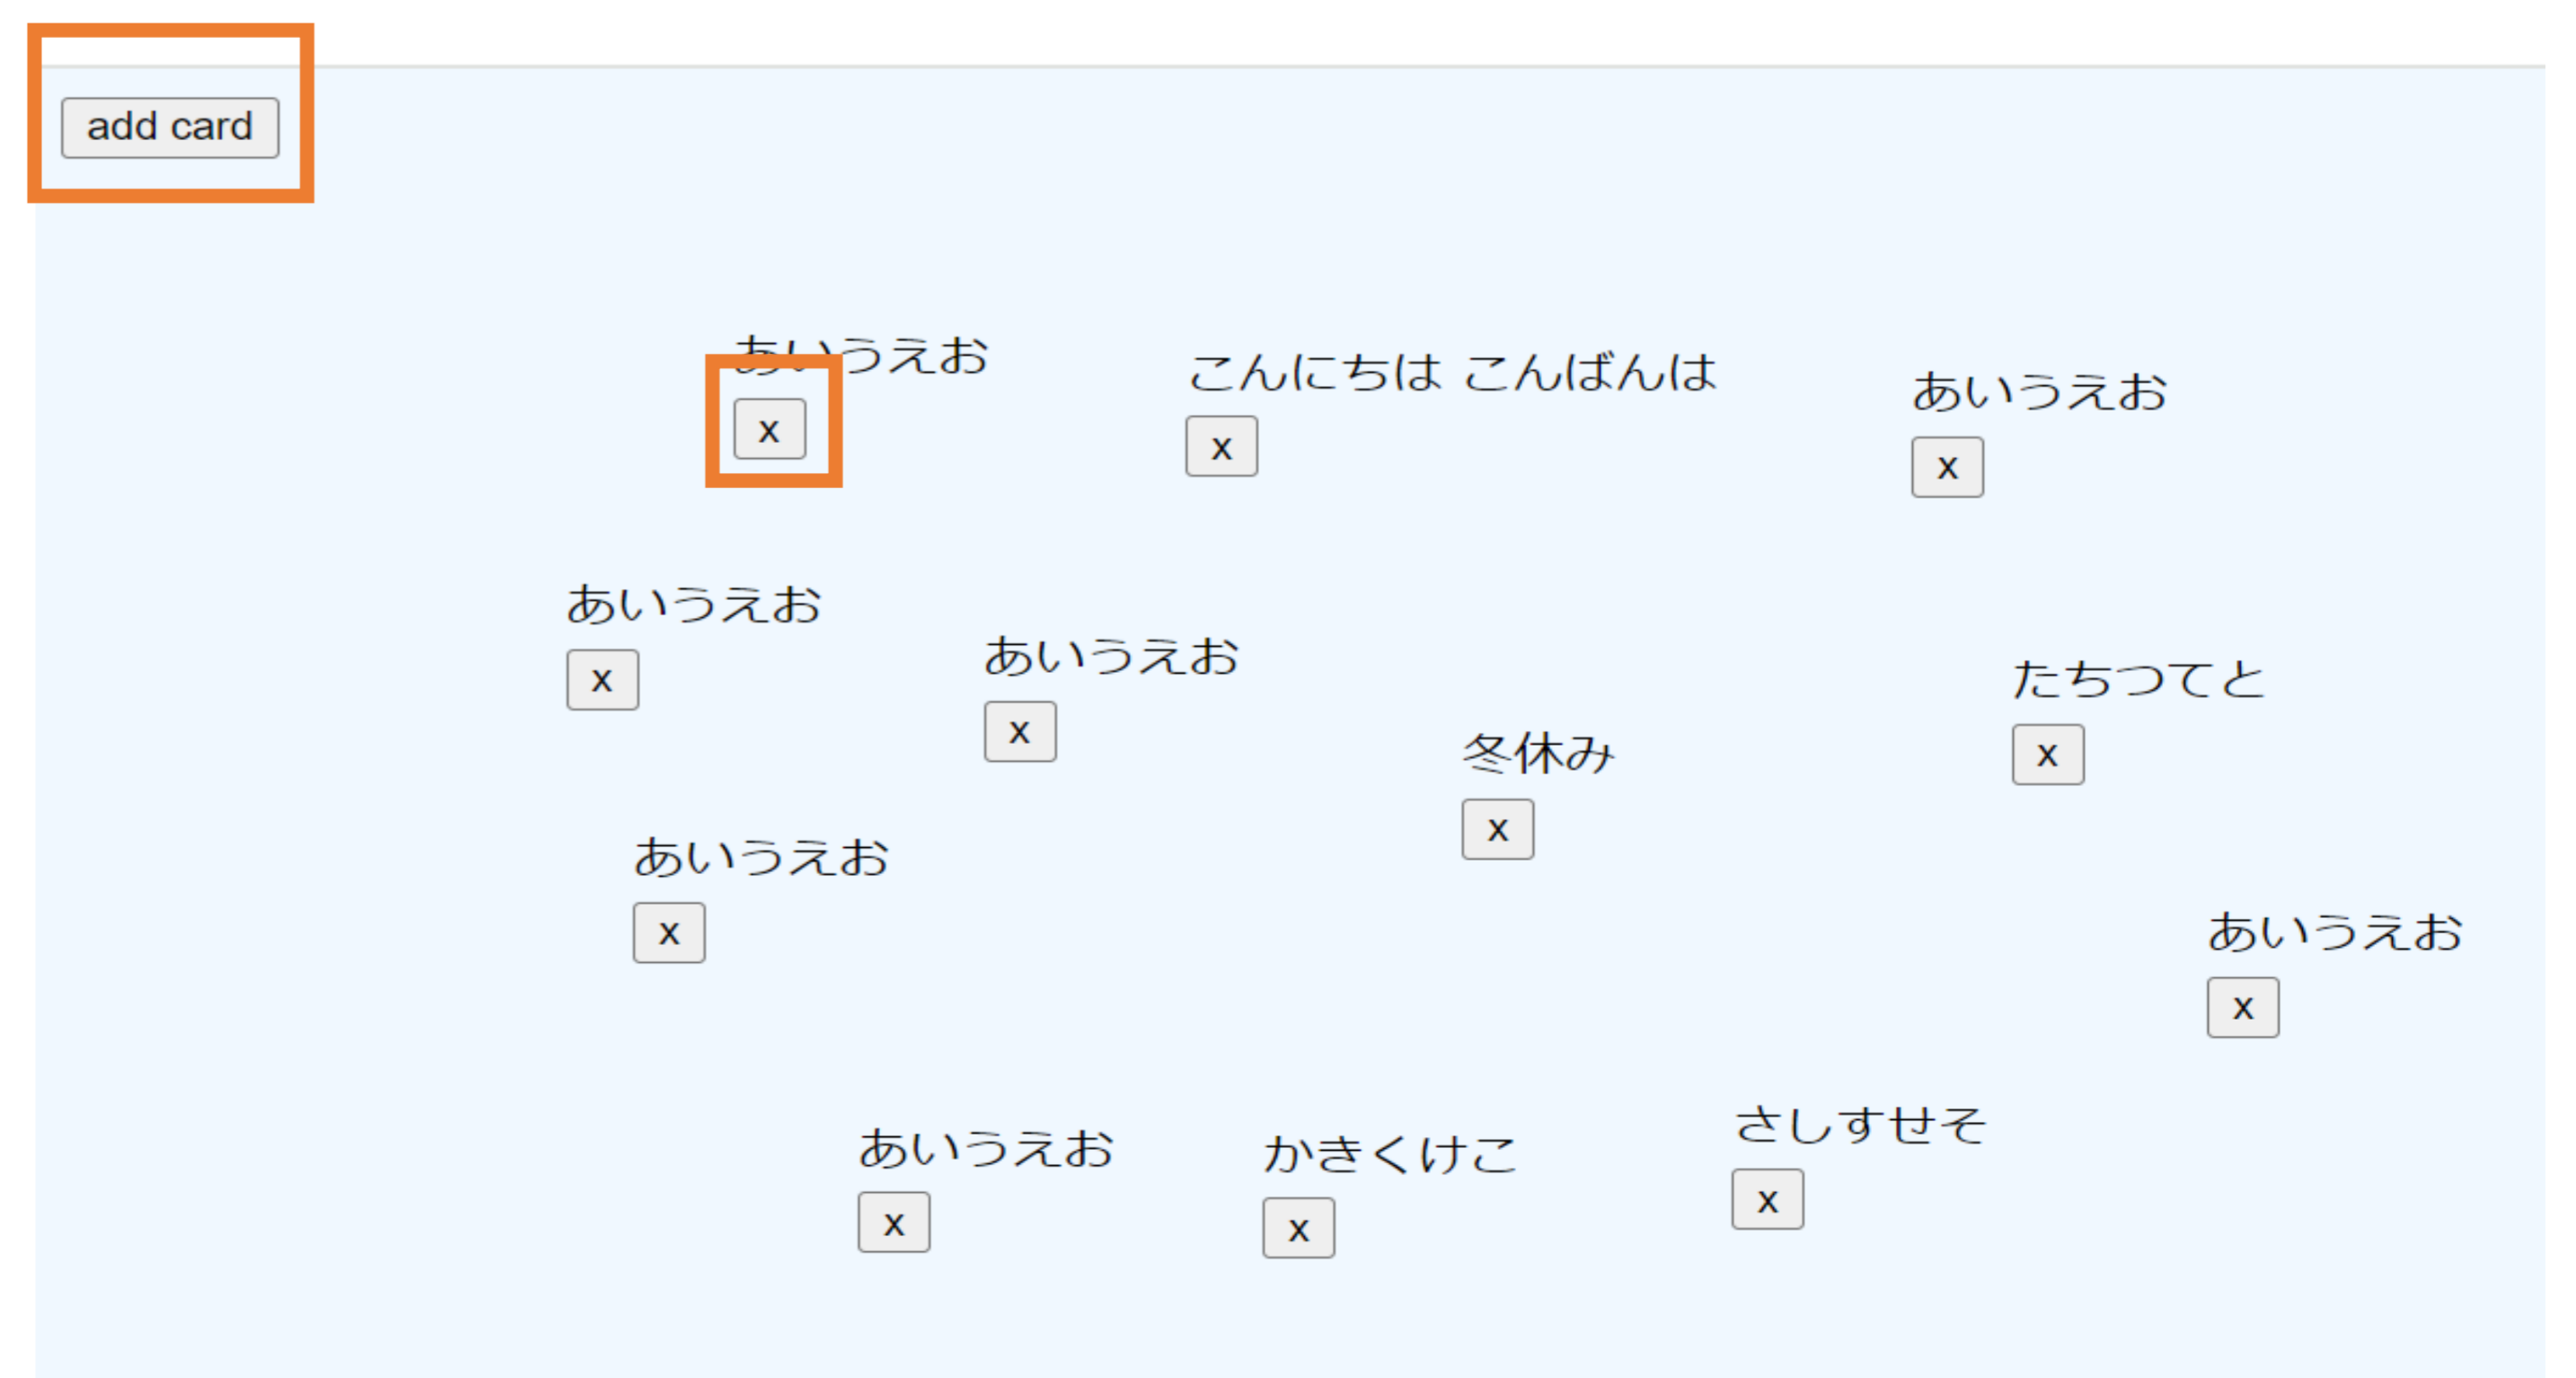 add card
あいうえお
x
こんにちは こんばんは
x
あいうえお
x
あいうえお
x
あいうえお
x
たちつてと
x
冬休み
x
あいうえお
x
あいうえお
x
さしすせそ
x
あいうえお
x
かきくけこ
x